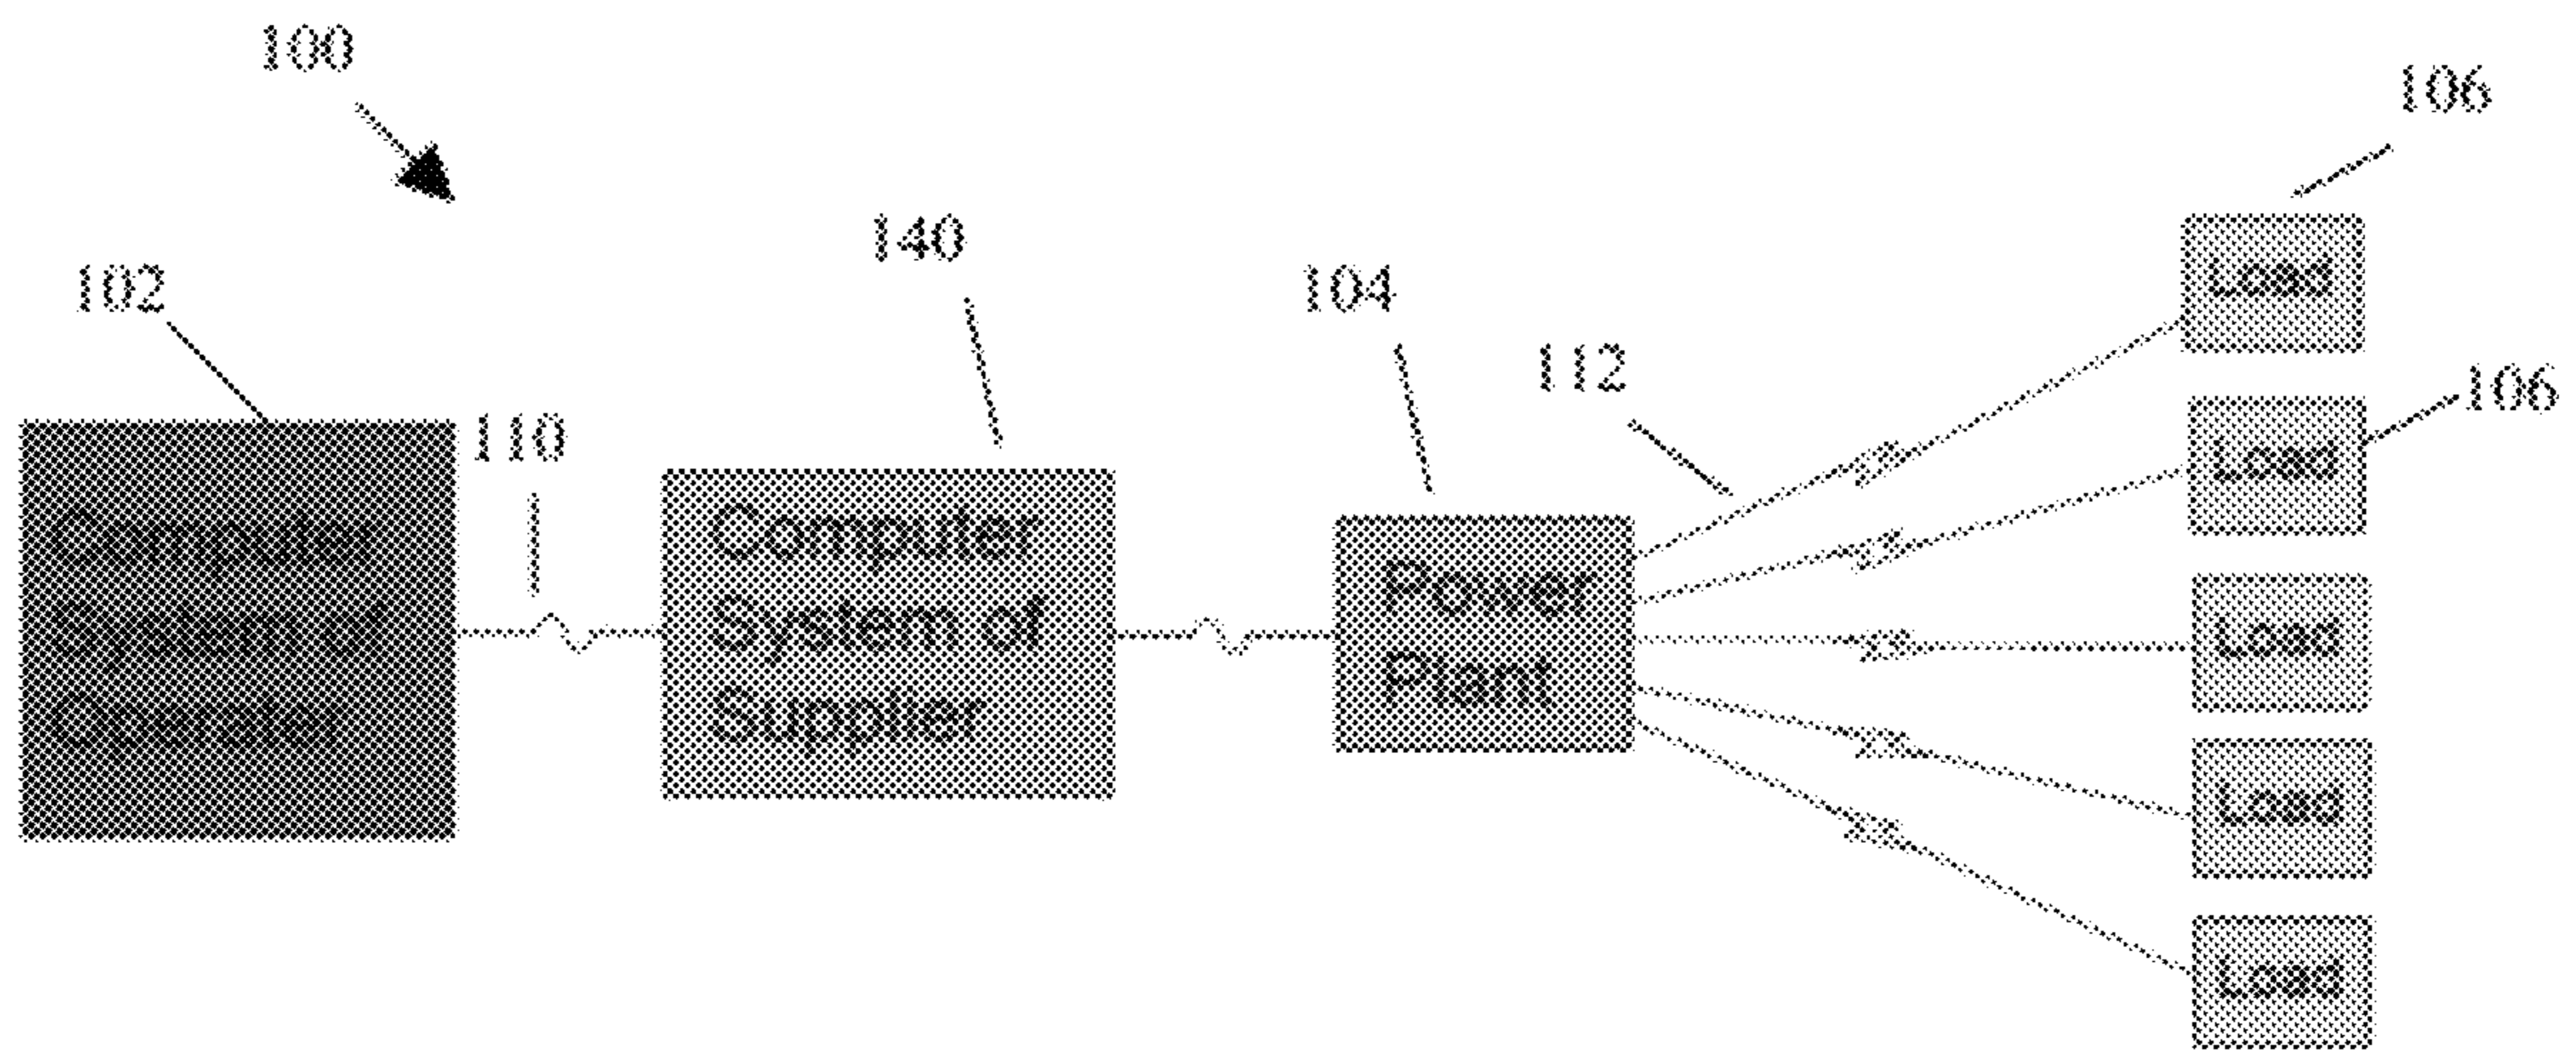 100
106
140
102
104
112
106
110
Load
Load
Computer
System of
Operater
Computer
System of
Supplier
Power
Plant
Load
Load
Load